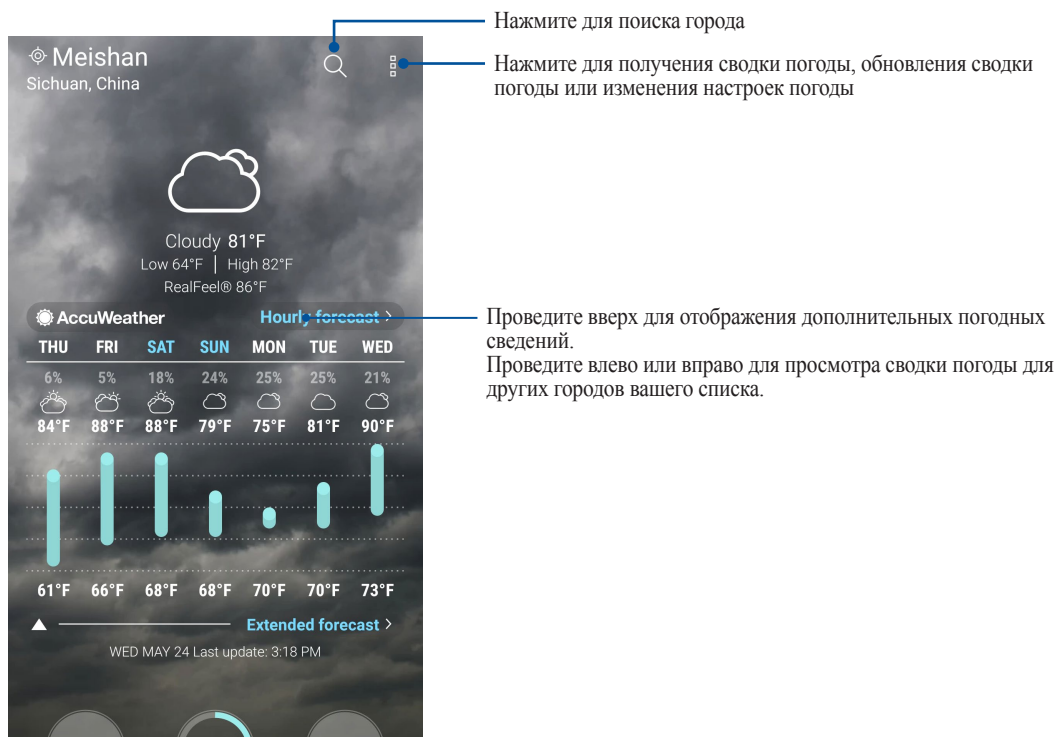 Нажмите для поиска города
Meishan
Sichuan, China
Нажмите для получения сводки погоды, обновления сводки
погоды или изменения настроек погоды
Cloudy 81°F
Low 64°F | High 82°F
RealFeel® 86°F
AccuWeather Hourly forecast >
THU FRI SAT SUN MON TUE WED
6% 5% 18% 24% 25% 25% 21%
84°F 88°F 88°F 79°F 75°F 81°F 90°F
61°F 66°F 68°F 68°F 70°F 70°F 73°F
Extended forecast >
WED MAY 24 Last update: 3:18 PM
Проведите вверх для отображения дополнительных погодных
сведений.
Проведите влево или вправо для просмотра сводки погоды для
других городов вашего списка.